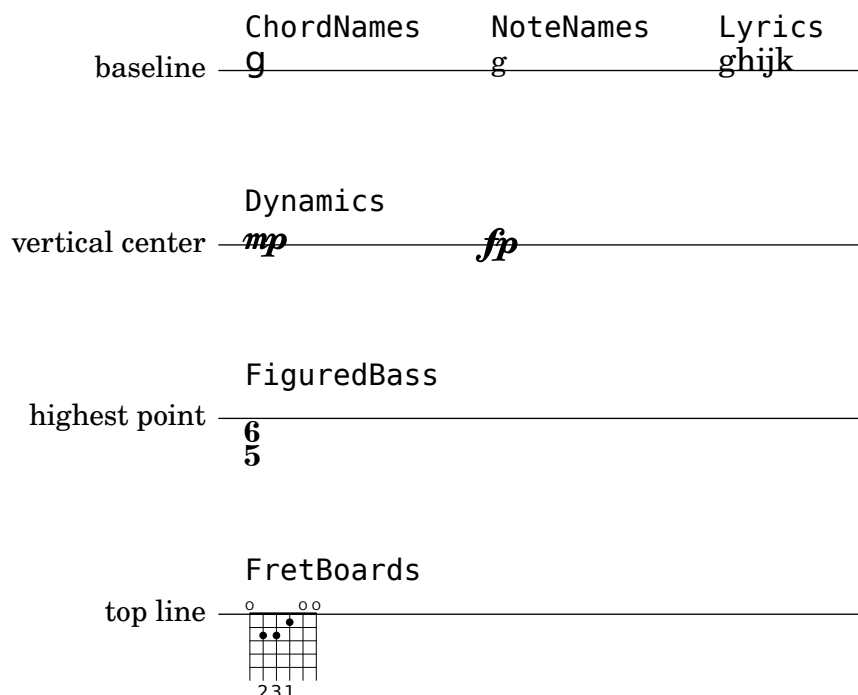 ChordNames NoteNames Lyrics
baseline g g ghijk
Dynamics
vertical center mp fp
FiguredBass
highest point
6
5
FretBoards
o o o
top line
231